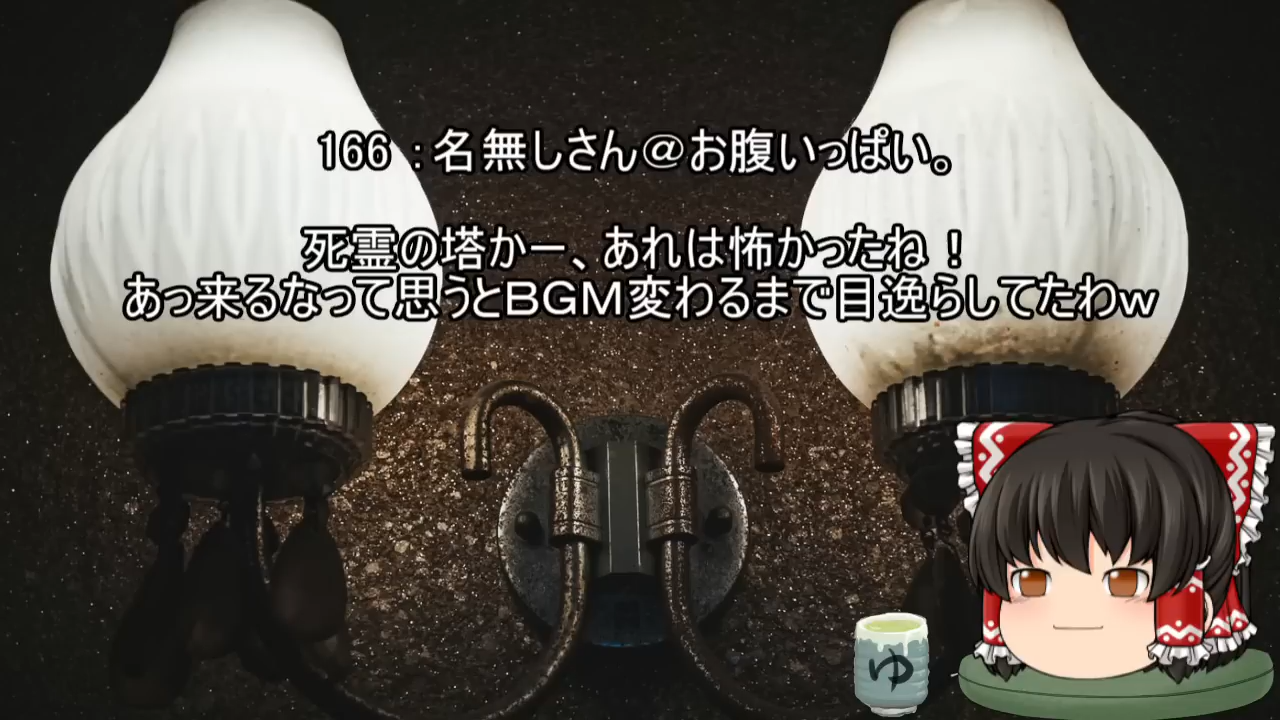 166 : 名無しさん＠お腹いっぱい。
死霊の塔かー、あれは怖かったね！
あっ来るなって思うとＢＧＭ変わるまで目逸らしてたわｗ
ゆ